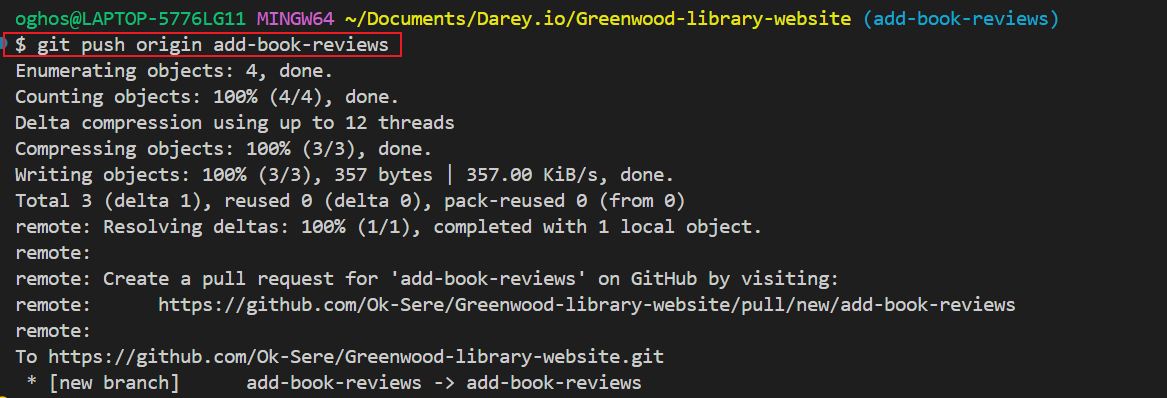 oghos@LAPTOP-5776LG11 MINGW64 ~/Documents/Darey.io/Greenwood-library-website (add-book-reviews)
$ git push origin add-book-reviews
Enumerating objects: 4, done.
Counting objects: 100% (4/4), done.
Delta compression using up to 12 threads
Compressing objects: 100% (3/3), done.
Writing objects: 100% (3/3), 357 bytes | 357.00 KiB/s, done.
Total 3 (delta 1), reused 0 (delta 0), pack-reused 0 (from 0)
remote: Resolving deltas: 100% (1/1), completed with 1 local object.
remote:
remote: Create a pull request for 'add-book-reviews' on GitHub by visiting:
remote:      https://github.com/Ok-Sere/Greenwood-library-website/pull/new/add-book-reviews
remote:
To https://github.com/Ok-Sere/Greenwood-library-website.git
 * [new branch]      add-book-reviews -> add-book-reviews